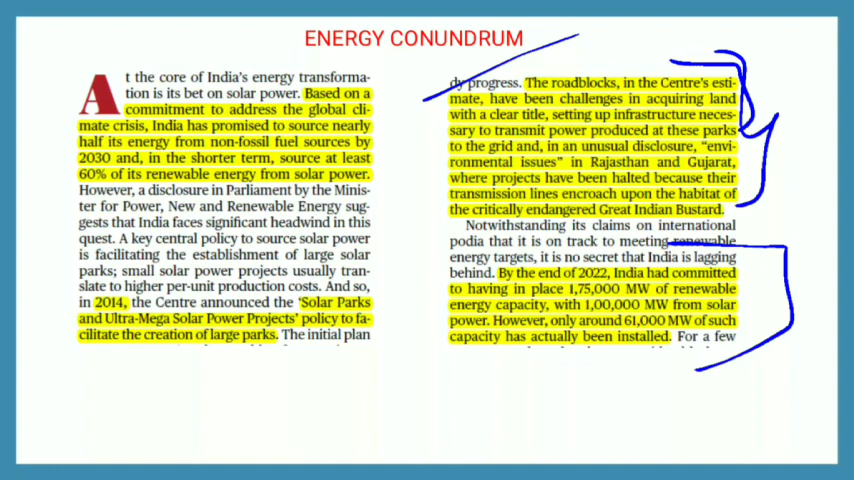 ENERGY CONUNDRUM
At the core of India's energy transforma-
tion is its bet on solar power. Based on a
commitment to address the global cli-
mate crisis, India has promised to source nearly
half its energy from non-fossil fuel sources by
2030 and, in the shorter term, source at least
60% of its renewable energy from solar power.
However, a disclosure in Parliament by the Minis-
ter for Power, New and Renewable Energy sug-
gests that India faces significant headwind in this
quest. A key central policy to source solar power
is facilitating the establishment of large solar
parks; small solar power projects usually tran-
slate to higher per-unit production costs. And so,
in 2014, the Centre announced the 'Solar Parks
and Ultra-Mega Solar Power Projects' policy to fa-
cilitate the creation of large parks. The initial plan
dy progress. The roadblocks, in the Centre's esti-
mate, have been challenges in acquiring land
with a clear title, setting up infrastructure neces-
sary to transmit power produced at these parks
to the grid and, in an unusual disclosure, "envi-
ronmental issues" in Rajasthan and Gujarat,
where projects have been halted because their
transmission lines encroach upon the habitat of
the critically endangered Great Indian Bustard.
Notwithstanding its claims on international
podia that it is on track to meeting renewable
energy targets, it is no secret that India is lagging
behind. By the end of 2022, India had committed
to having in place 1,75,000 MW of renewable
energy capacity, with 1,00,000 MW from solar
power. However, only around 61,000 MW of such
capacity has actually been installed. For a few